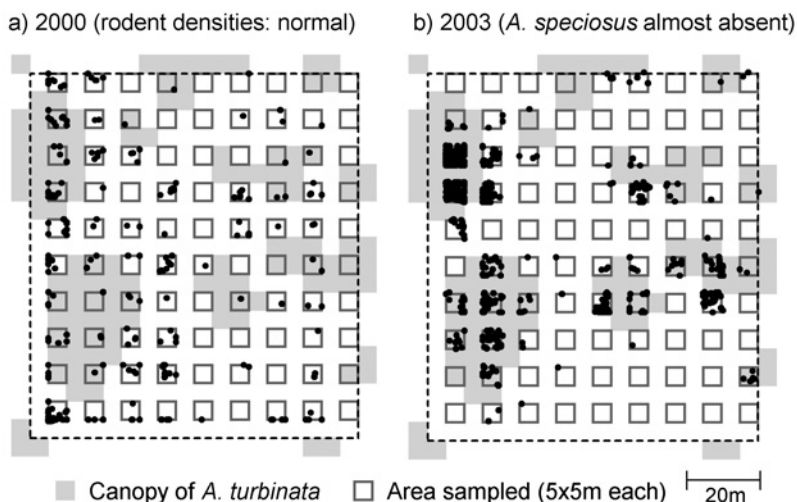 a) 2000 (rodent densities: normal)
b) 2003 (A. speciosus almost absent)
Canopy of A. turbinata
Area sampled (5x5m each)
20m